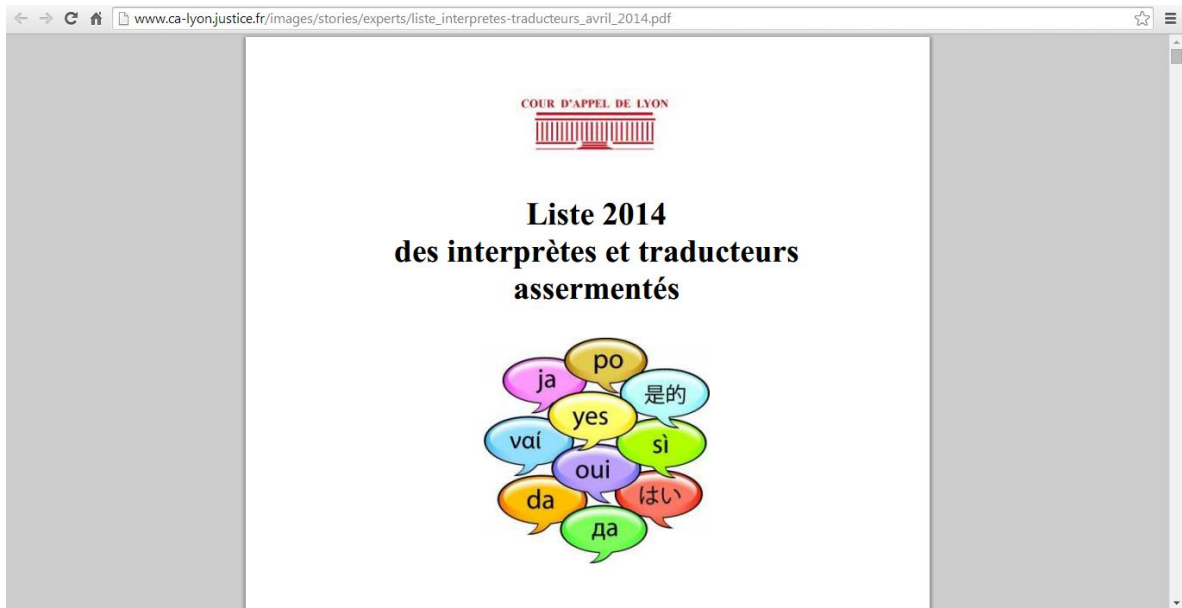 www.ca-lyon.justice.fr/images/stories/experts/liste_interpretes-traducteurs_avril_2014.pdf
COUR D'APPEL DE LYON
Liste 2014
des interprètes et traducteurs
assermentés
po
ja
是的
yes
ναί
sì
oui
da
はい
да